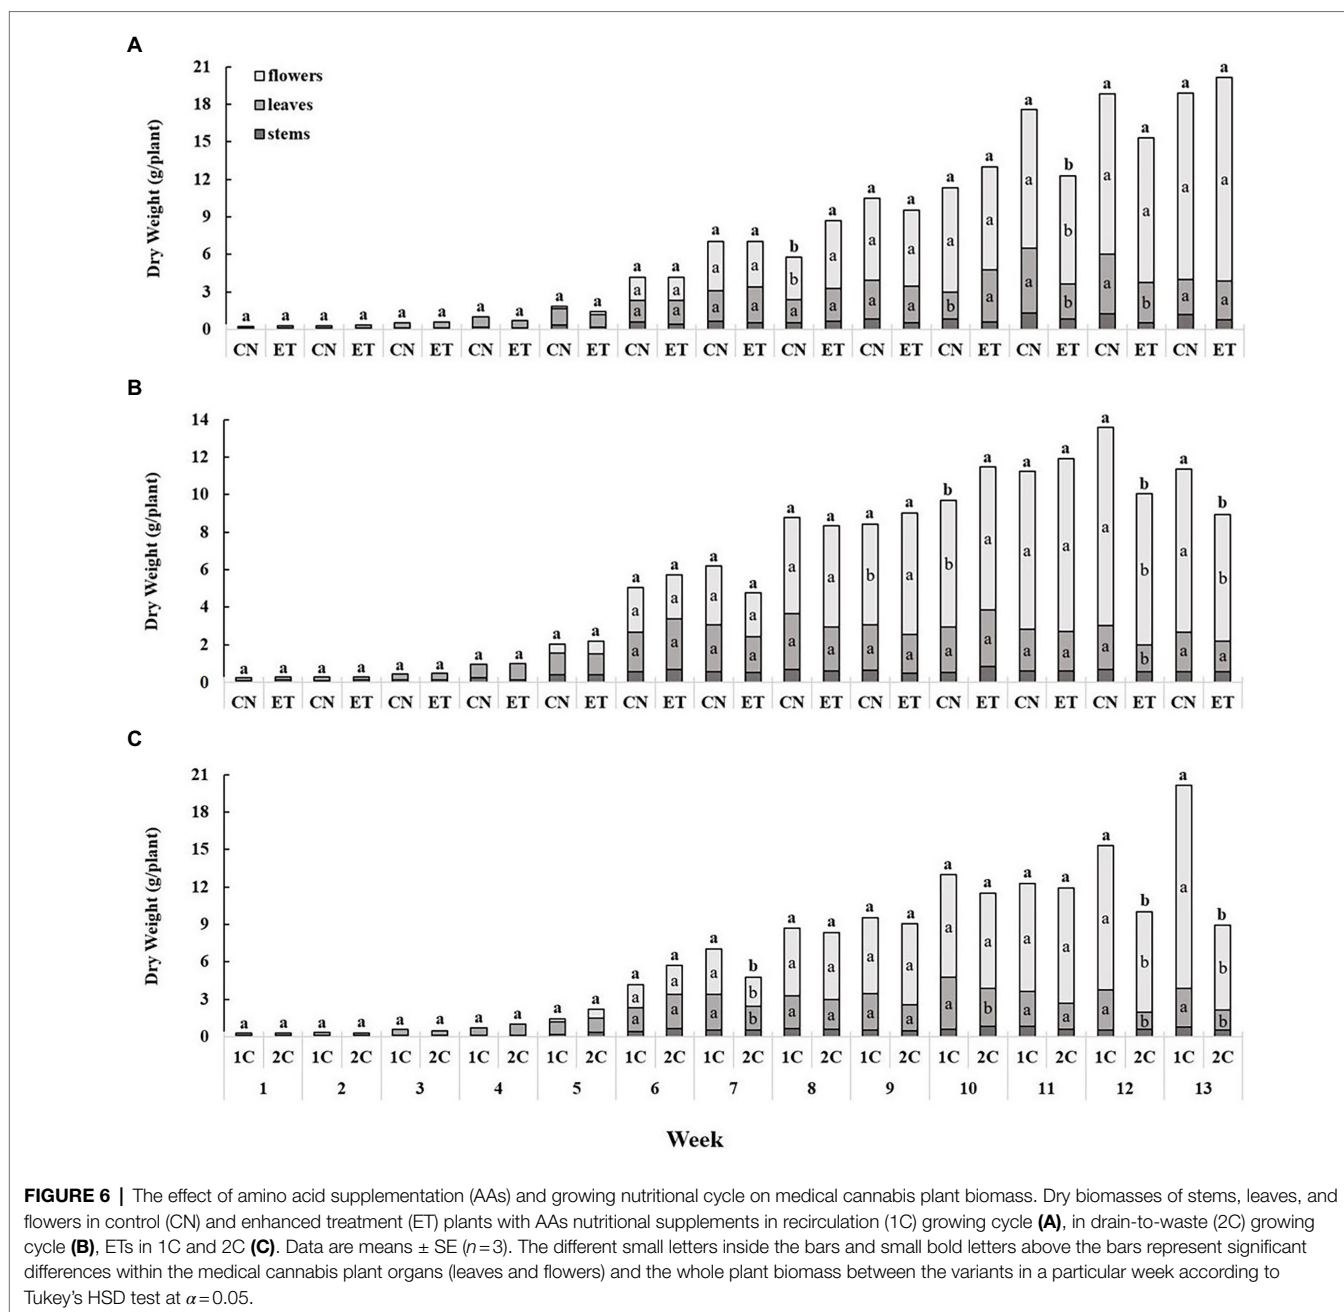 A
Dry Weight (g/plant)
21
18
15
12
9
6
3
0
flowers
leaves
stems
a a a a a a a a a a a a a a b a a a a a a b a a a a
a a a a b a a a a a a b a a a a
a a a a a a a a b a a b a b a a
CN ET CN ET CN ET CN ET CN ET CN ET CN ET CN ET CN ET CN ET CN ET CN ET CN ET
B
Dry Weight (g/plant)
14
12
10
8
6
4
2
0
a a a a a a a a a a a a a a a a a a b a a a a b a b
a a a a a a b a b a a a a b a b
a a a a a a a a a a a a a b a a
CN ET CN ET CN ET CN ET CN ET CN ET CN ET CN ET CN ET CN ET CN ET CN ET CN ET
C
Dry Weight (g/plant)
21
18
15
12
9
6
3
0
a a a a a a a a a a a a a b a a a a a a a a a b a b
a a a b a a a a a a a a a b a b
a a a b a a a a a b a a a b a b
1C 2C 1C 2C 1C 2C 1C 2C 1C 2C 1C 2C 1C 2C 1C 2C 1C 2C 1C 2C 1C 2C 1C 2C 1C 2C
1 2 3 4 5 6 7 8 9 10 11 12 13
Week
FIGURE 6 | The effect of amino acid supplementation (AAs) and growing nutritional cycle on medical cannabis plant biomass. Dry biomasses of stems, leaves, and
flowers in control (CN) and enhanced treatment (ET) plants with AAs nutritional supplements in recirculation (1C) growing cycle (A), in drain-to-waste (2C) growing
cycle (B), ETs in 1C and 2C (C). Data are means ± SE (n=3). The different small letters inside the bars and small bold letters above the bars represent significant
differences within the medical cannabis plant organs (leaves and flowers) and the whole plant biomass between the variants in a particular week according to
Tukey's HSD test at α=0.05.